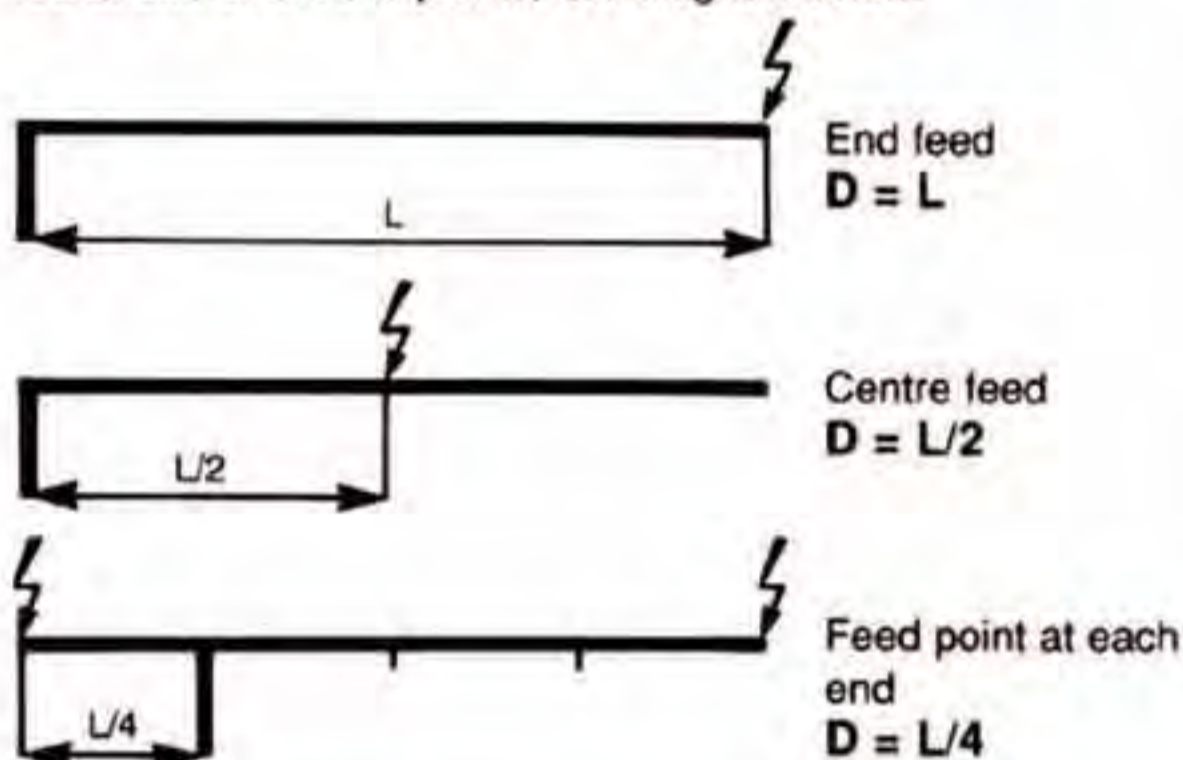 End feed
D = L
L
Centre feed
D = L/2
L/2
Feed point at each
end
D = L/4
L/4